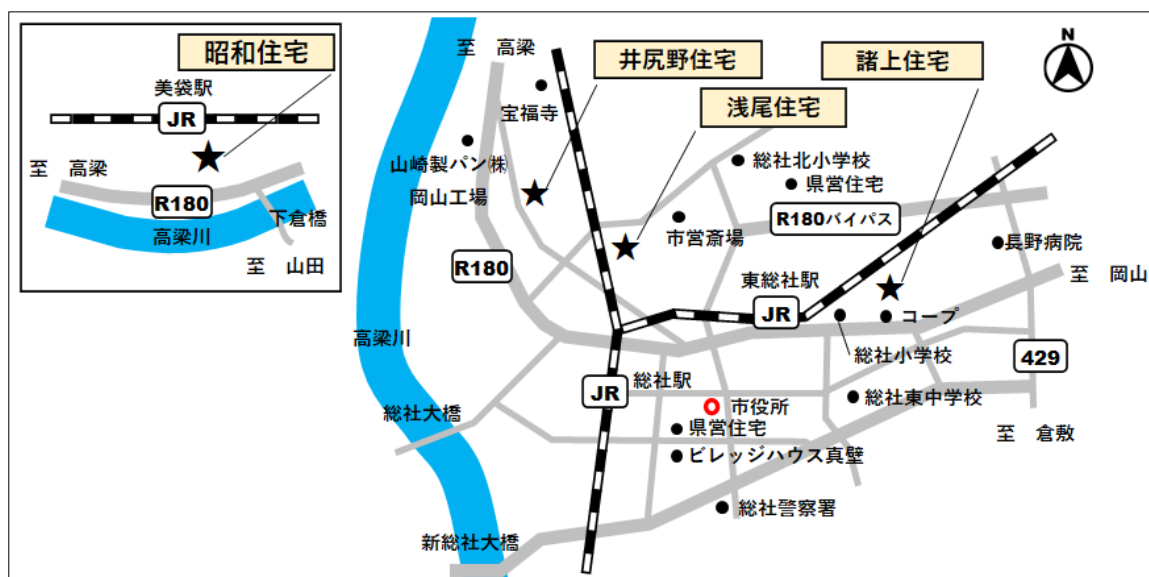 昭和住宅
美袋駅
JR
至 高梁
R180
下倉橋
高梁川
至 山田
至 高梁
井尻野住宅
諸上住宅
N
浅尾住宅
宝福寺
山崎製パン㈱
岡山工場
総社北小学校
県営住宅
R180バイパス
市営斎場
長野病院
R180
東総社駅
至 岡山
JR
コープ
高梁川
総社小学校
429
総社駅
JR
総社東中学校
市役所
総社大橋
県営住宅
至 倉敷
ビレッジハウス真壁
総社警察署
新総社大橋